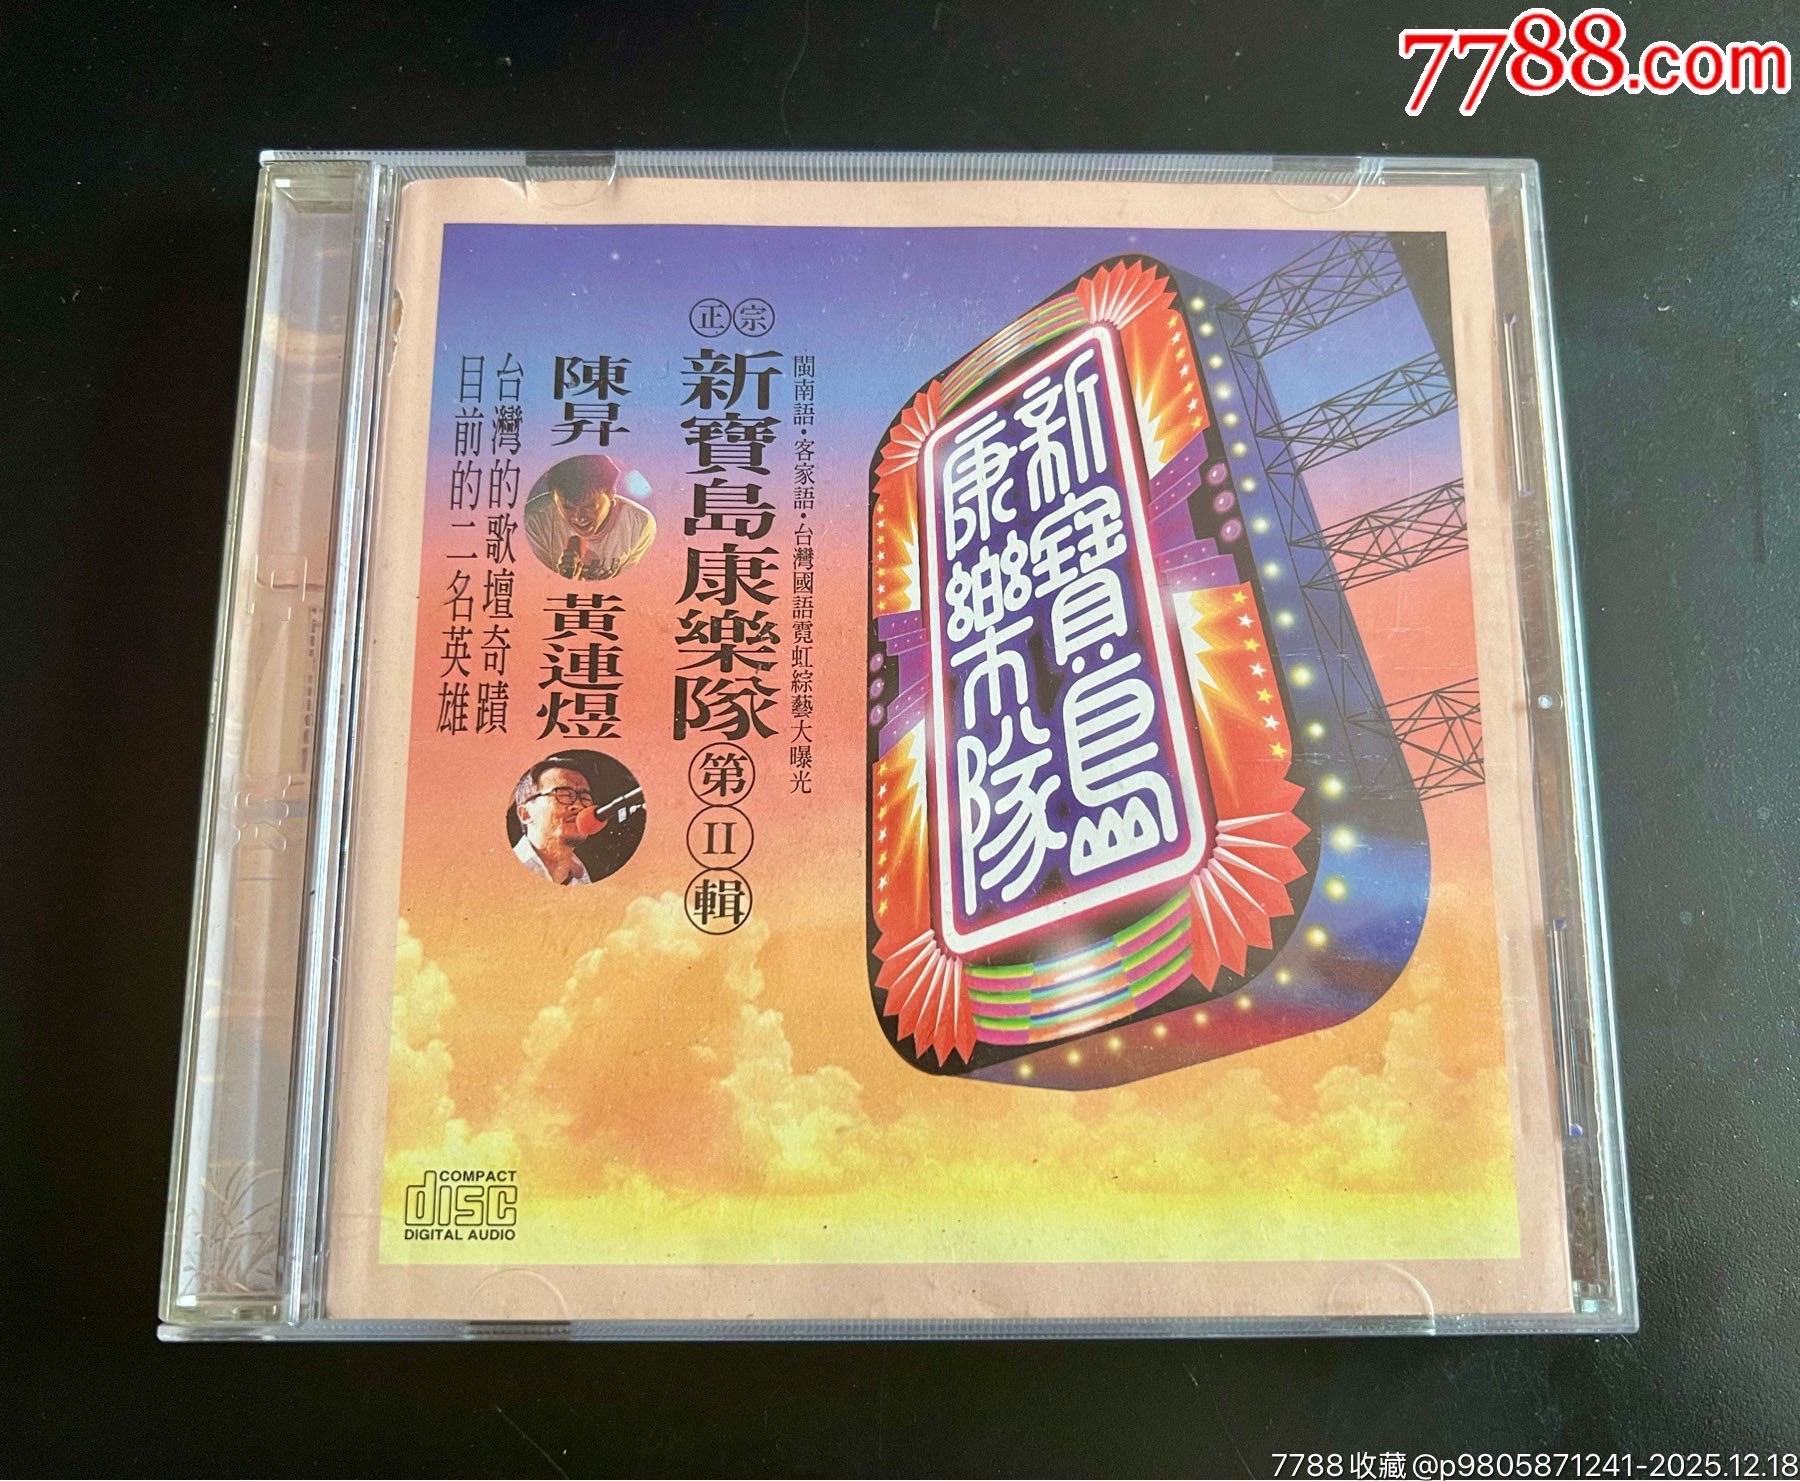 7788.com
閩南語·客家語·台灣國語霓虹綜藝大曝光
正宗
新寶島康樂隊
第II輯
陳昇
黃連煜
台灣的歌壇奇蹟
目前的二名英雄
新寶島
康樂隊
COMPACT
disc
DIGITAL AUDIO
7788收藏@p9805871241-2025.12.18